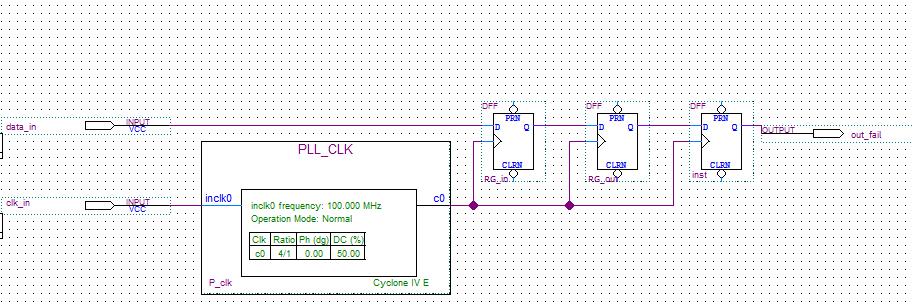 DFF DFF DFF
PRN PRN PRN
data_in INPUT VCC D Q D Q D Q OUTPUT out_fail
PLL_CLK
CLRN CLRN CLRN
RG_in RG_out inst
clk_in INPUT VCC inclk0 c0
inclk0 frequency: 100.000 MHz
Operation Mode: Normal
Clk Ratio Ph (dg) DC (%)
c0 4/1 0.00 50.00
P_clk Cyclone IV E